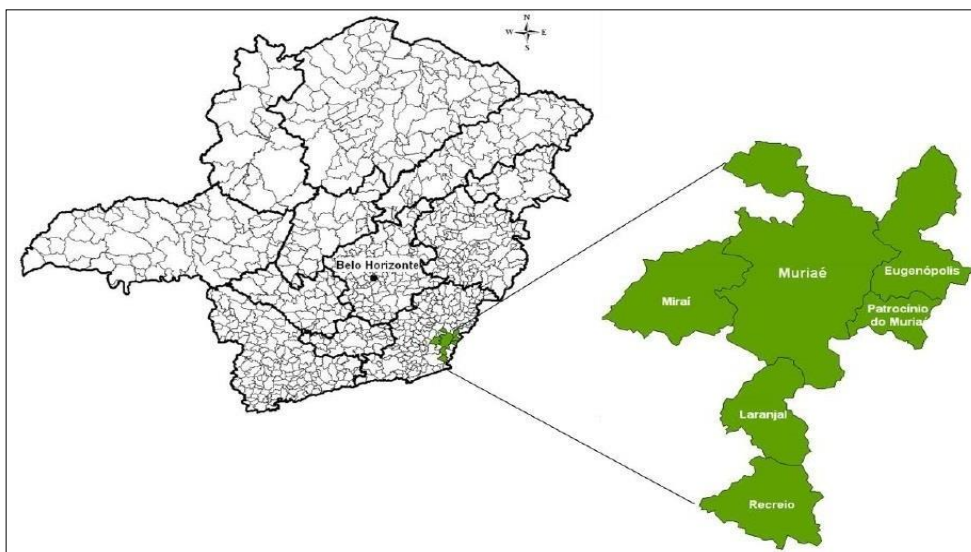 N
W E
S
Belo Horizonte
Muriaé
Eugenópolis
Miraí
Patrocínio
do Muriaé
Laranjal
Recreio